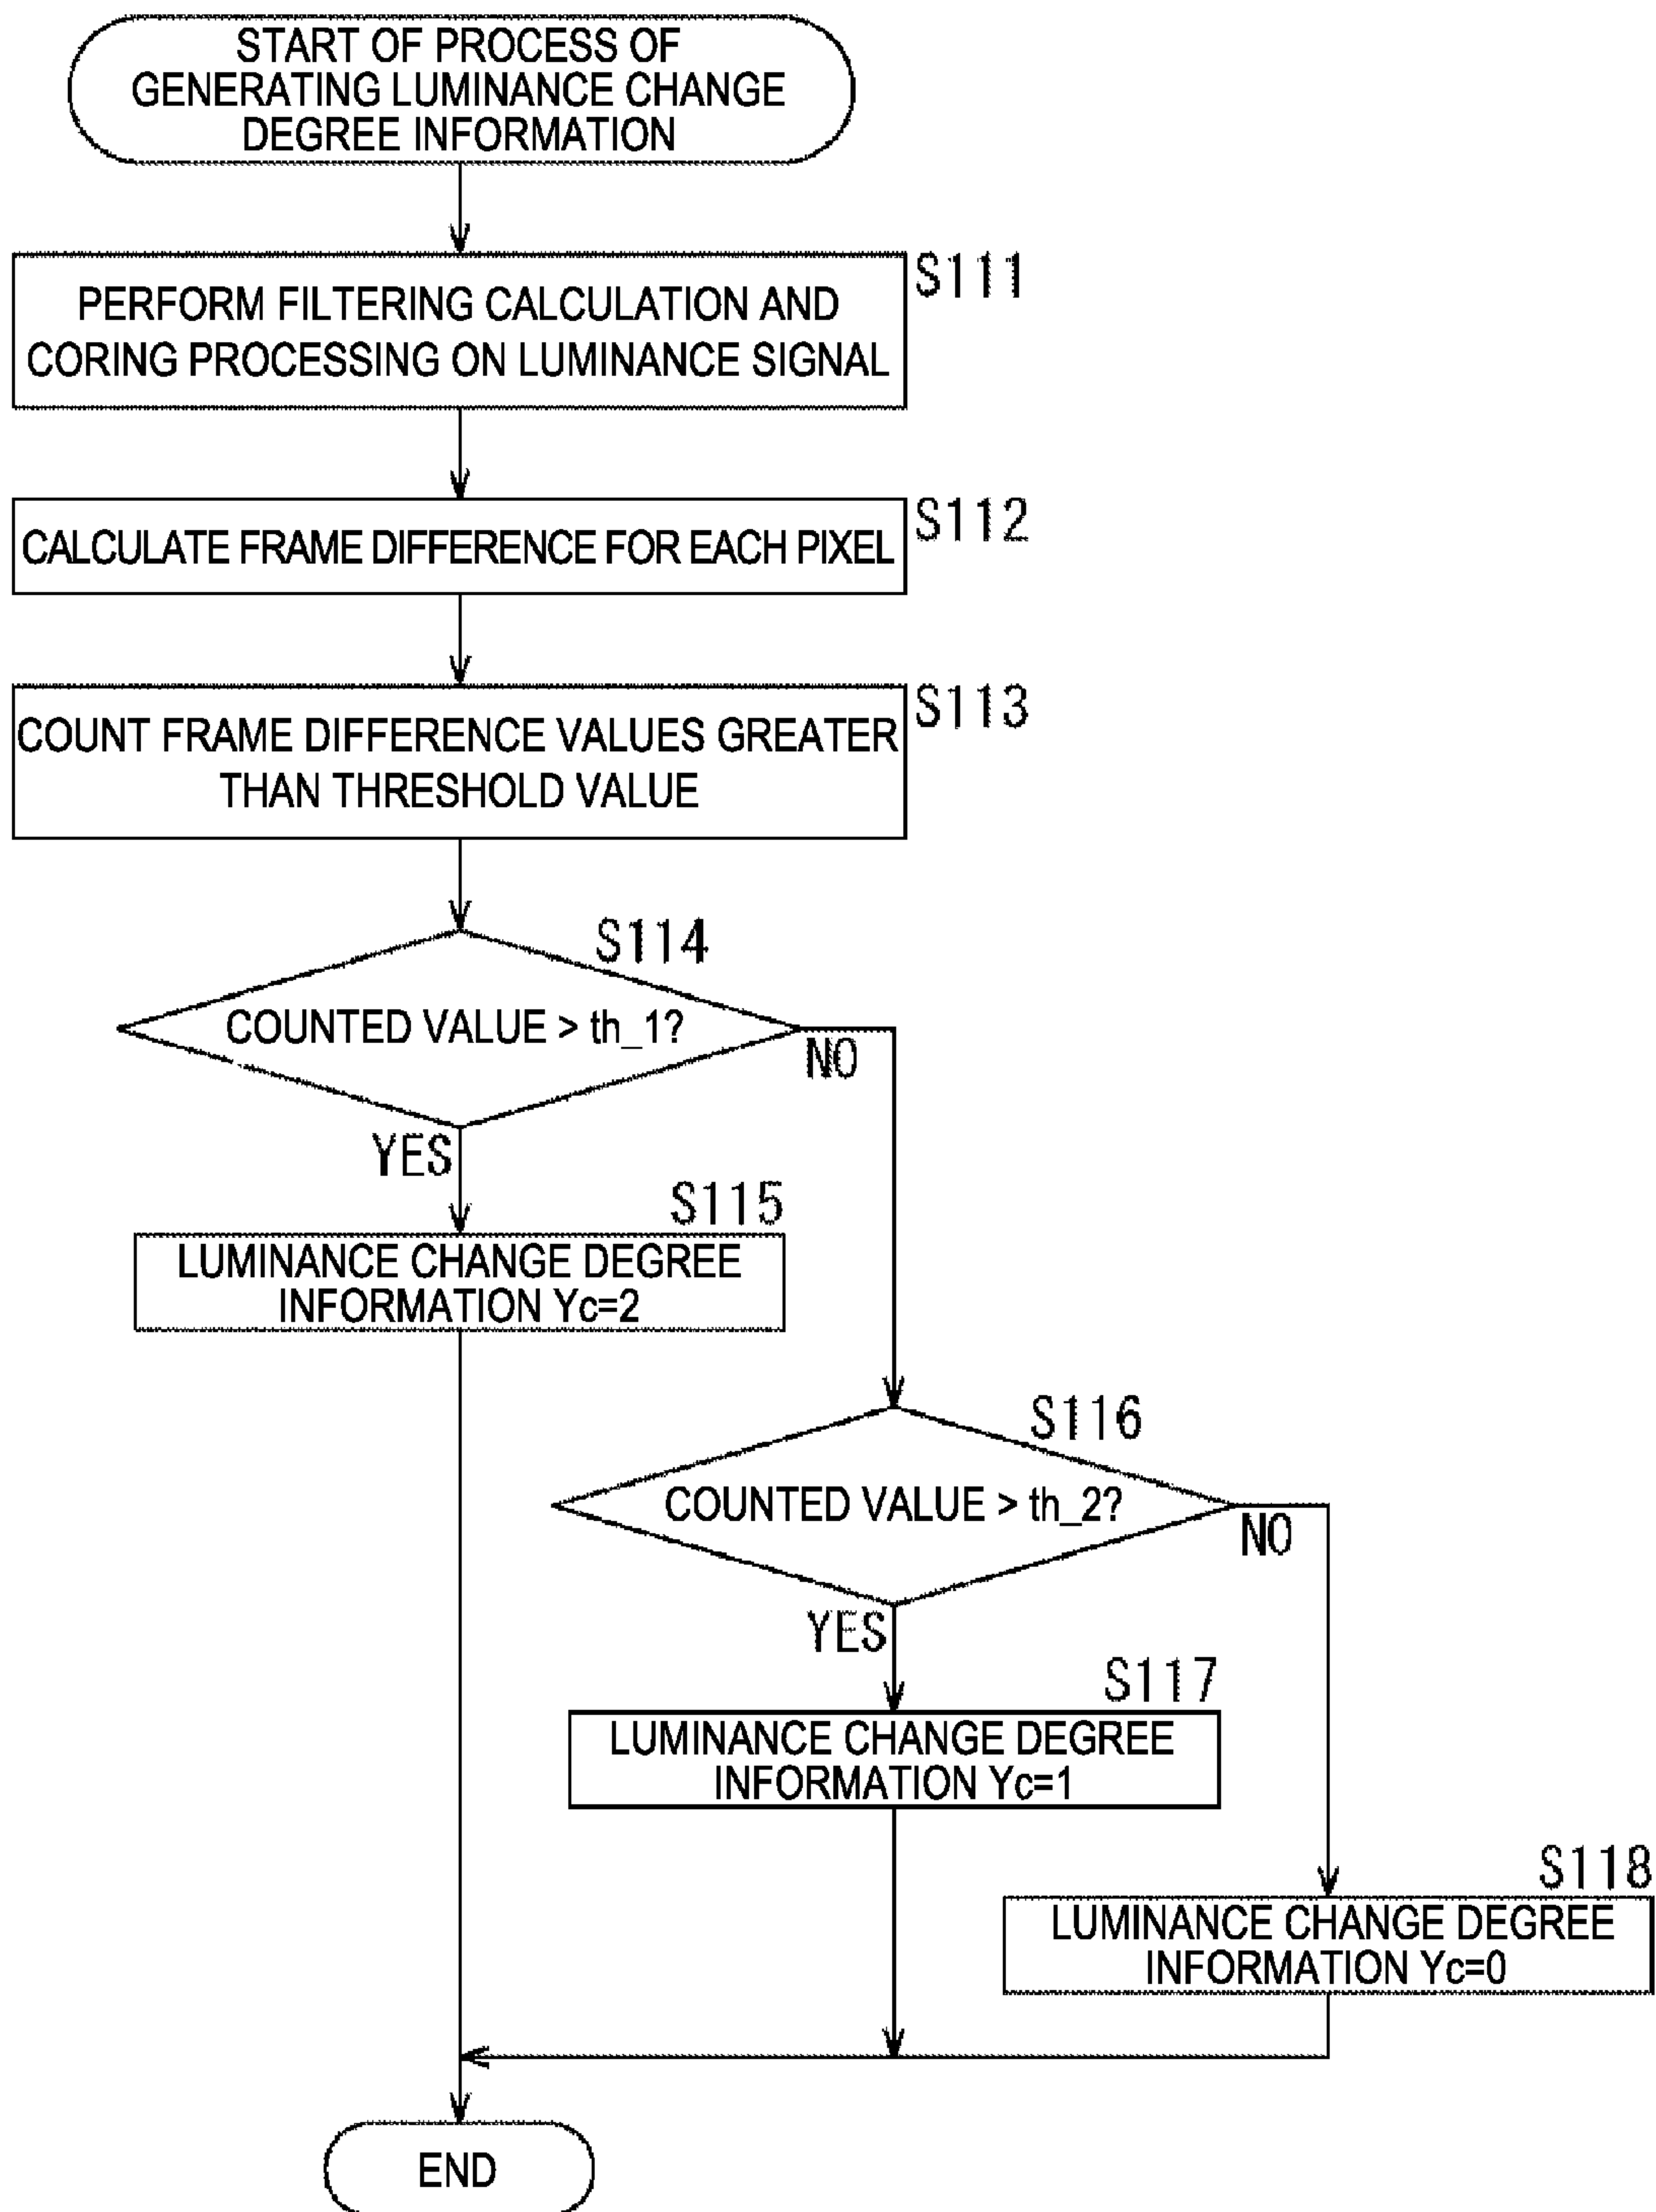 START OF PROCESS OF
GENERATING LUMINANCE CHANGE
DEGREE INFORMATION
S111
PERFORM FILTERING CALCULATION AND
CORING PROCESSING ON LUMINANCE SIGNAL
S112
CALCULATE FRAME DIFFERENCE FOR EACH PIXEL
S113
COUNT FRAME DIFFERENCE VALUES GREATER
THAN THRESHOLD VALUE
S114
COUNTED VALUE > th_1?
NO
YES
S115
LUMINANCE CHANGE DEGREE
INFORMATION Yc=2
S116
COUNTED VALUE > th_2?
NO
YES
S117
LUMINANCE CHANGE DEGREE
INFORMATION Yc=1
S118
LUMINANCE CHANGE DEGREE
INFORMATION Yc=0
END